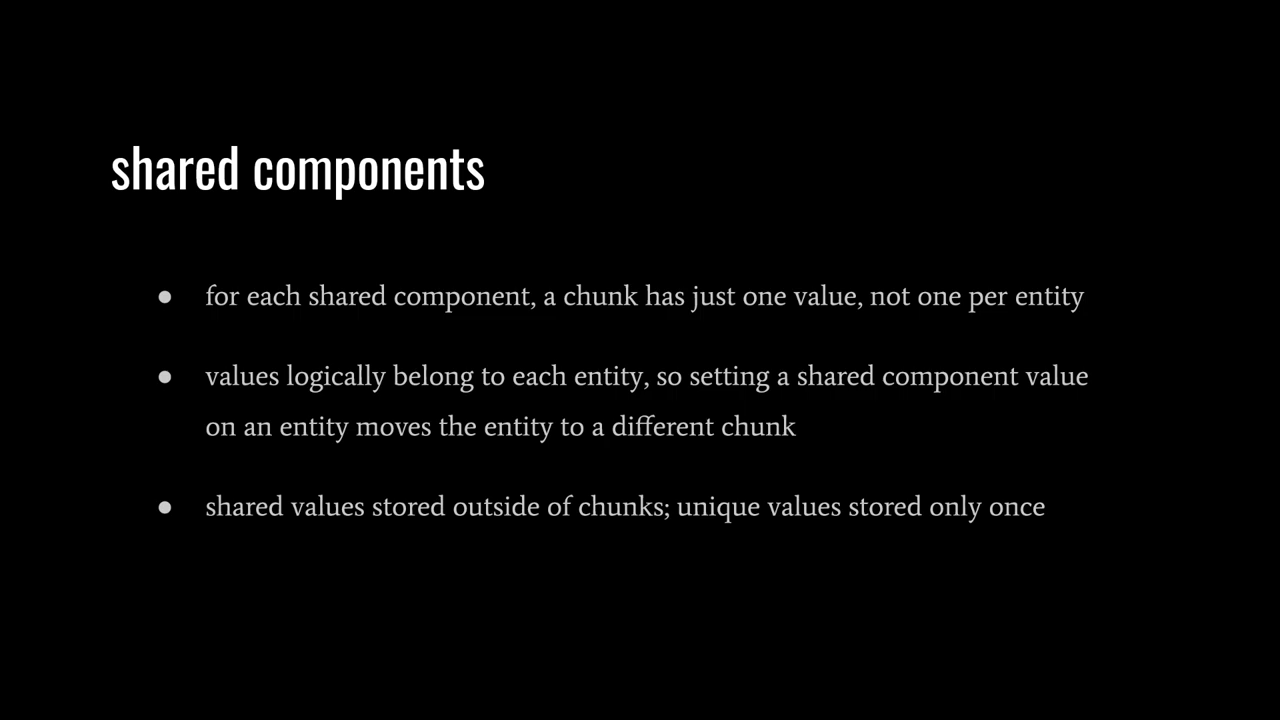 shared components
● for each shared component, a chunk has just one value, not one per entity
● values logically belong to each entity, so setting a shared component value
on an entity moves the entity to a different chunk
● shared values stored outside of chunks; unique values stored only once